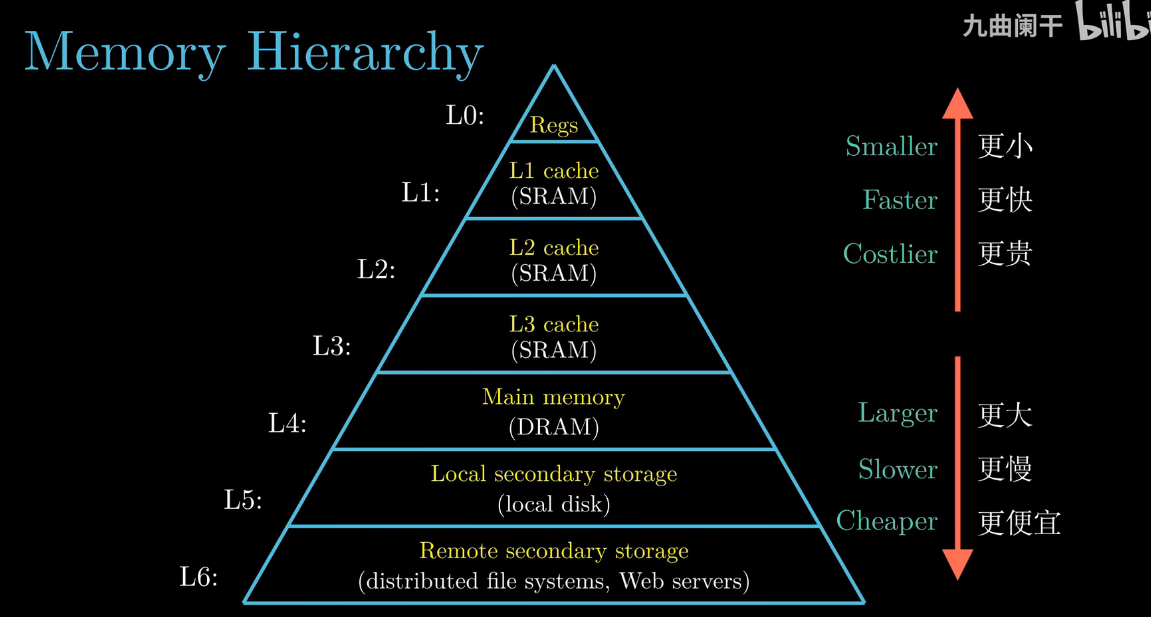 九曲阑干 bilibi
Memory Hierarchy
L0:
Regs
L1:
L1 cache
(SRAM)
L2:
L2 cache
(SRAM)
L3:
L3 cache
(SRAM)
L4:
Main memory
(DRAM)
L5:
Local secondary storage
(local disk)
L6:
Remote secondary storage
(distributed file systems, Web servers)
Smaller 更小
Faster 更快
Costlier 更贵
Larger 更大
Slower 更慢
Cheaper 更便宜